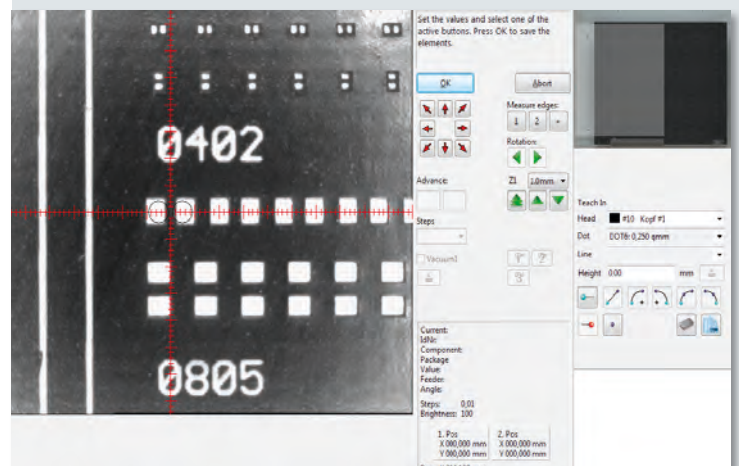 0402
0805
Set the values and select one of the
active buttons. Press OK to save the
elements.
OK
Abort
Measure edges:
1
2
Rotation:
Advance:
Z1
1.0mm
Steps
Vacuum1
Current:
IdNr:
Component:
Package
Value:
Feeder:
Angle:
Steps: 0,01
Brightness: 100
1. Pos
X 000,000 mm
Y 000,000 mm
2. Pos
X 000,000 mm
Y 000,000 mm
Teach In
Head #10 Kopf #1
Dot DOT6: 0,250 qmm
Line
Height 0.00 mm